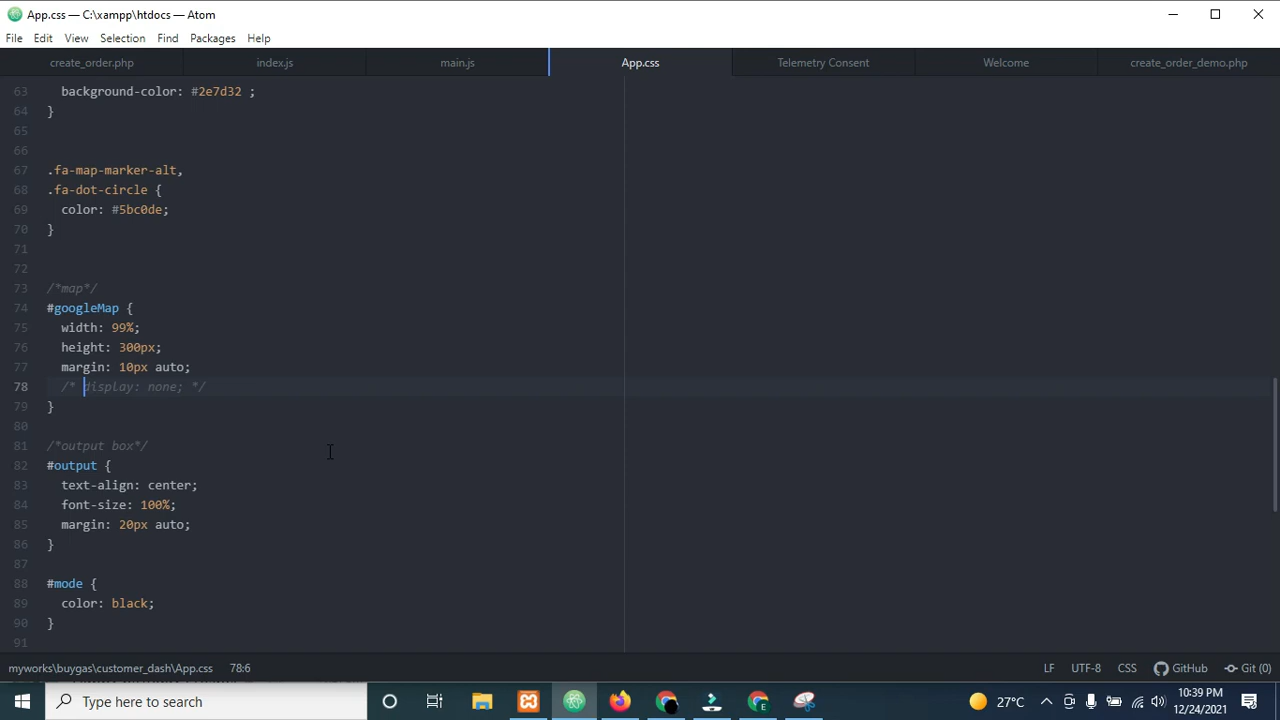 App.css — C:\xampp\htdocs — Atom
File Edit View Selection Find Packages Help
create_order.php index.js main.js App.css Telemetry Consent Welcome create_order_demo.php
63 background-color: #2e7d32 ;
64 }
65
66
67 .fa-map-marker-alt,
68 .fa-dot-circle {
69 color: #5bc0de;
70 }
71
72
73 /*map*/
74 #googleMap {
75 width: 99%;
76 height: 300px;
77 margin: 10px auto;
78 /* display: none; */
79 }
80
81 /*output box*/
82 #output {
83 text-align: center;
84 font-size: 100%;
85 margin: 20px auto;
86 }
87
88 #mode {
89 color: black;
90 }
91
myworks\buygas\customer_dash\App.css 78:6 LF UTF-8 CSS GitHub Git (0)
Type here to search
27°C
10:39 PM
12/24/2021